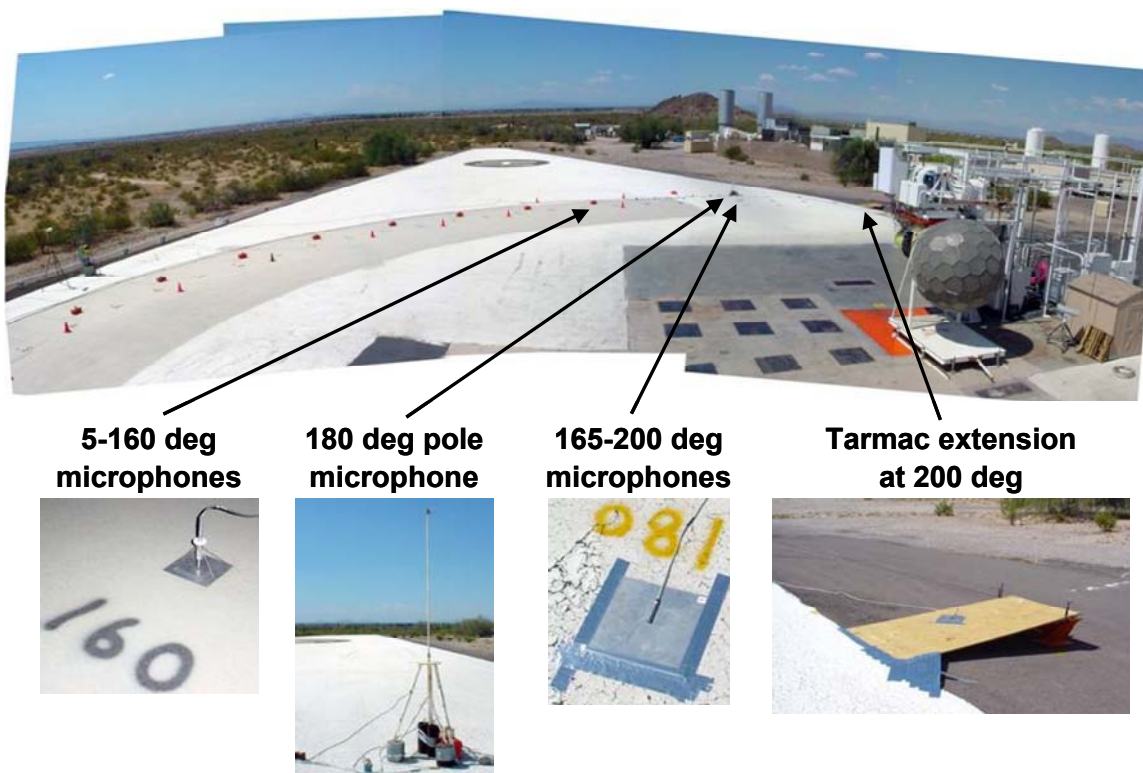 5-160 deg
microphones
180 deg pole
microphone
165-200 deg
microphones
Tarmac extension
at 200 deg
160
180